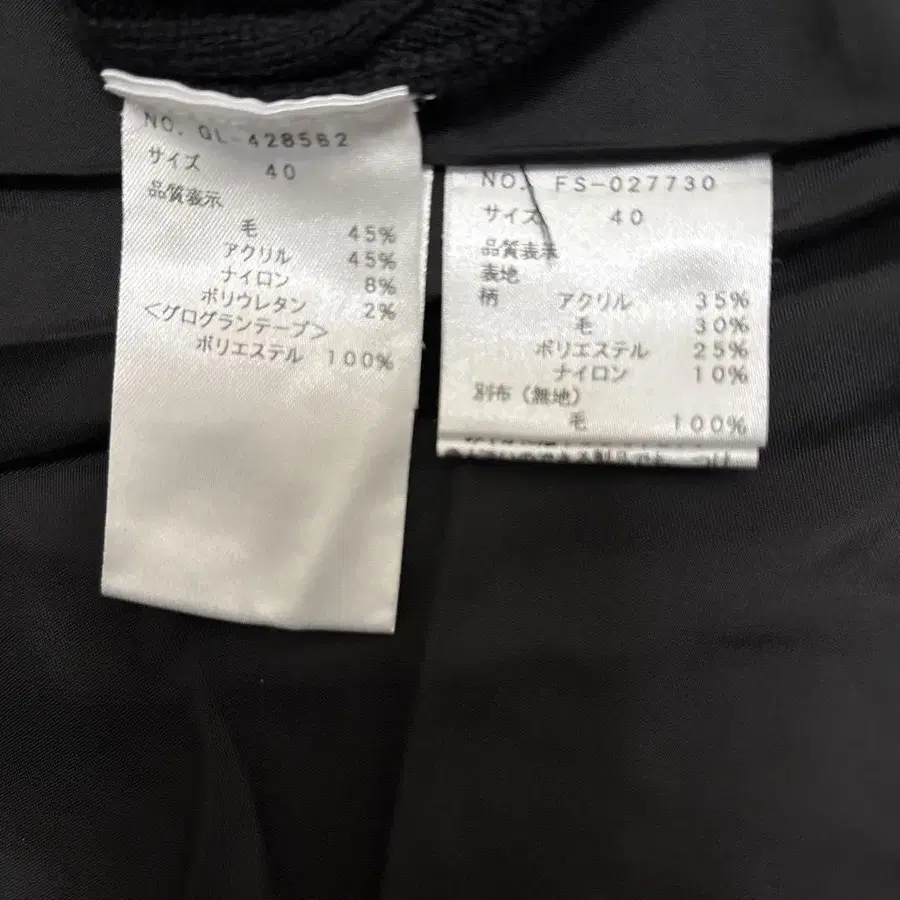 NO. QL-428562
サイズ 40
品質表示
毛 45%
アクリル 45%
ナイロン 8%
ポリウレタン 2%
<グログランテープ>
ポリエステル 100%
NO. FS-027730
サイズ 40
品質表示
表地
柄 アクリル 35%
毛 30%
ポリエステル 25%
ナイロン 10%
別布(無地)
毛 100%